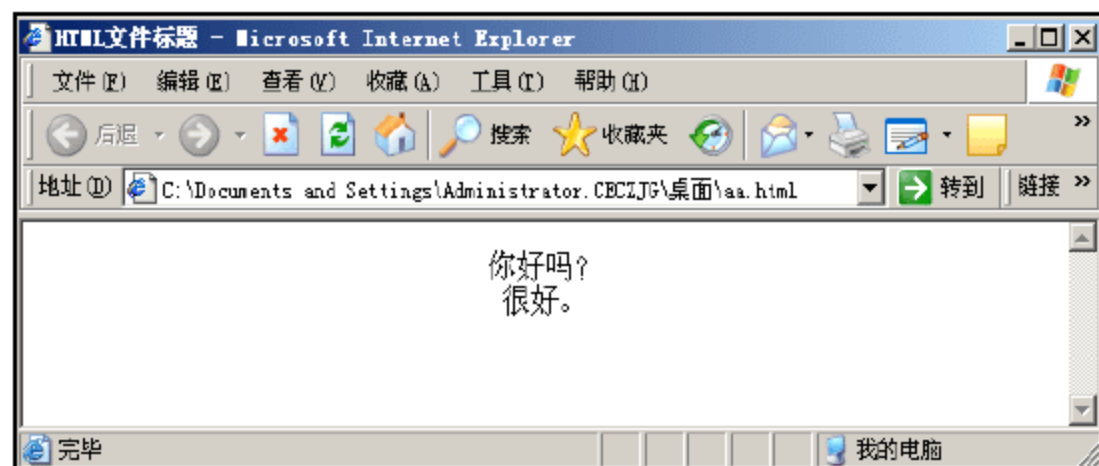 HTML文件标题 - Microsoft Internet Explorer
文件(F) 编辑(E) 查看(V) 收藏(A) 工具(T) 帮助(H)
后退 搜索 收藏夹 »
地址(D) C:\Documents and Settings\Administrator.CECZJG\桌面\aa.html 转到 链接 »
你好吗?
很好。
完毕 我的电脑